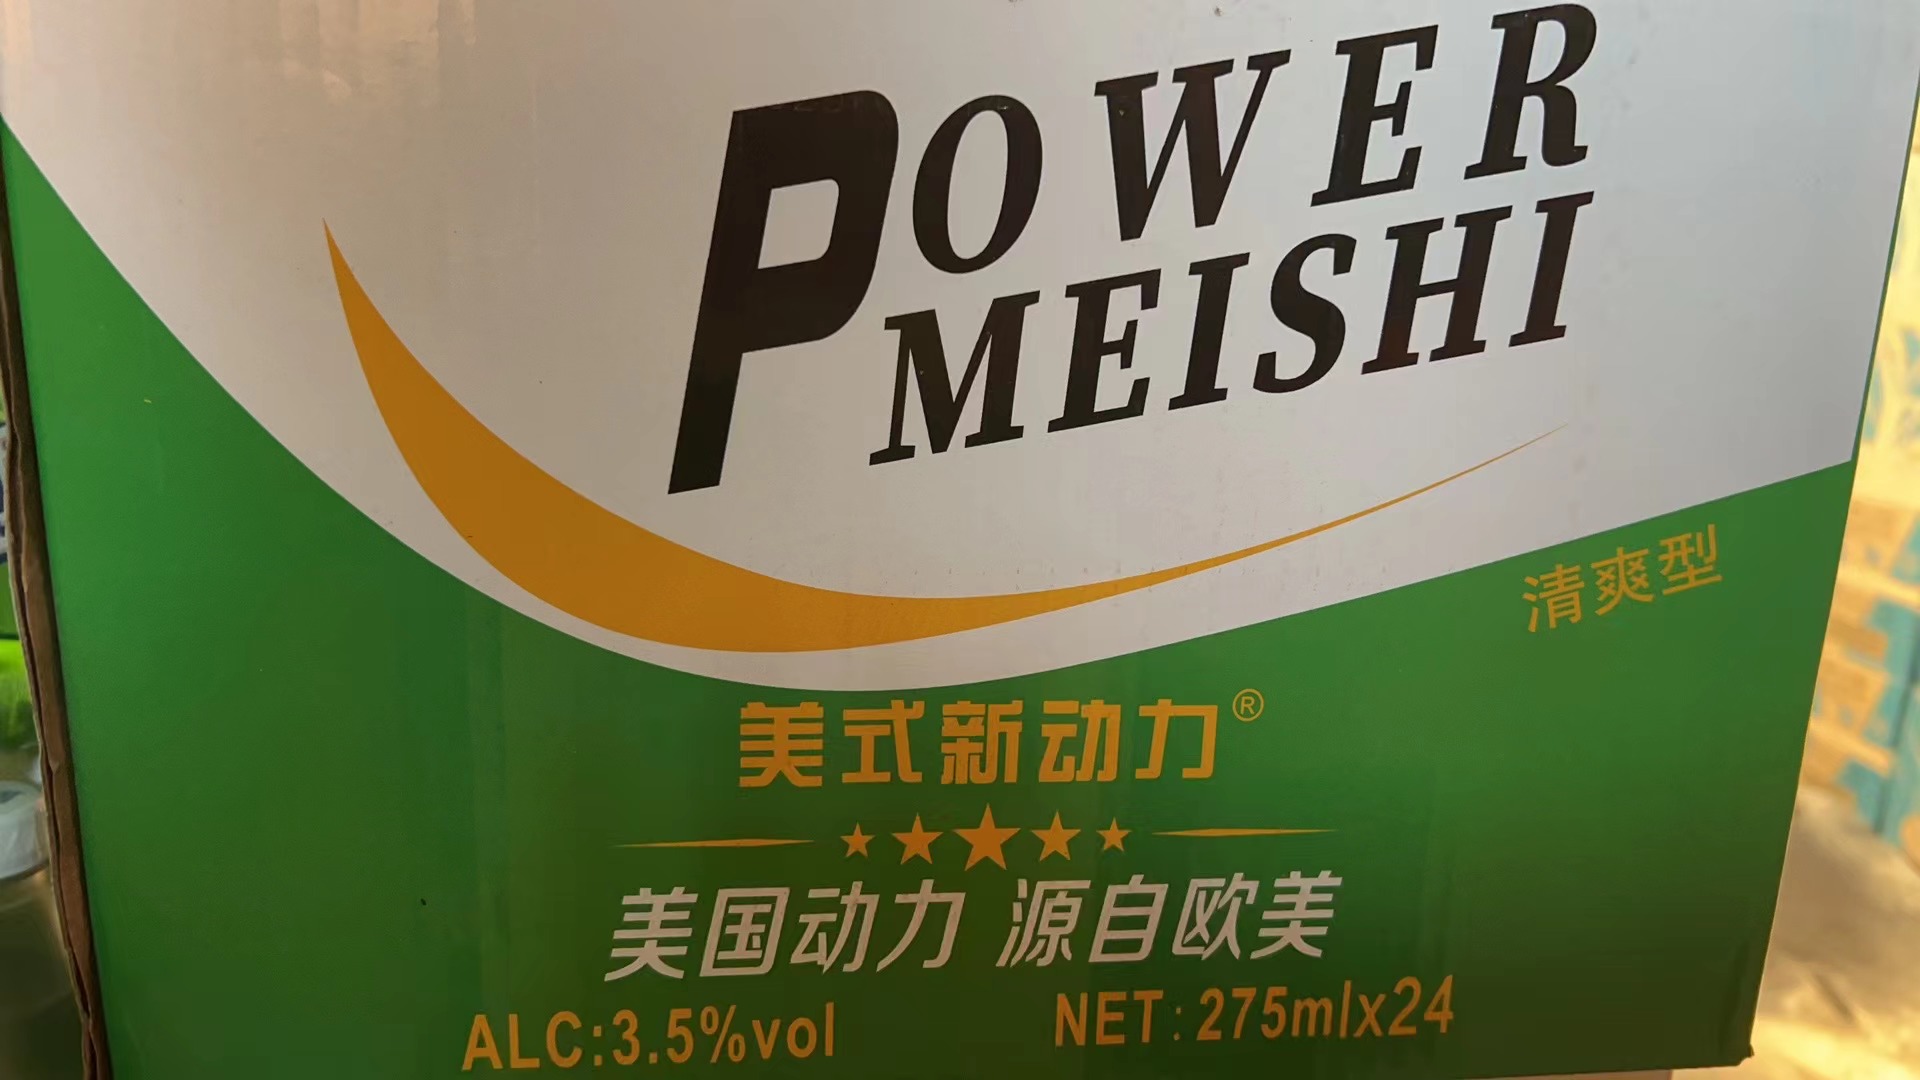 POWER
MEISHI
清爽型
美式新动力®
美国动力 源自欧美
ALC:3.5%vol
NET:275mlx24